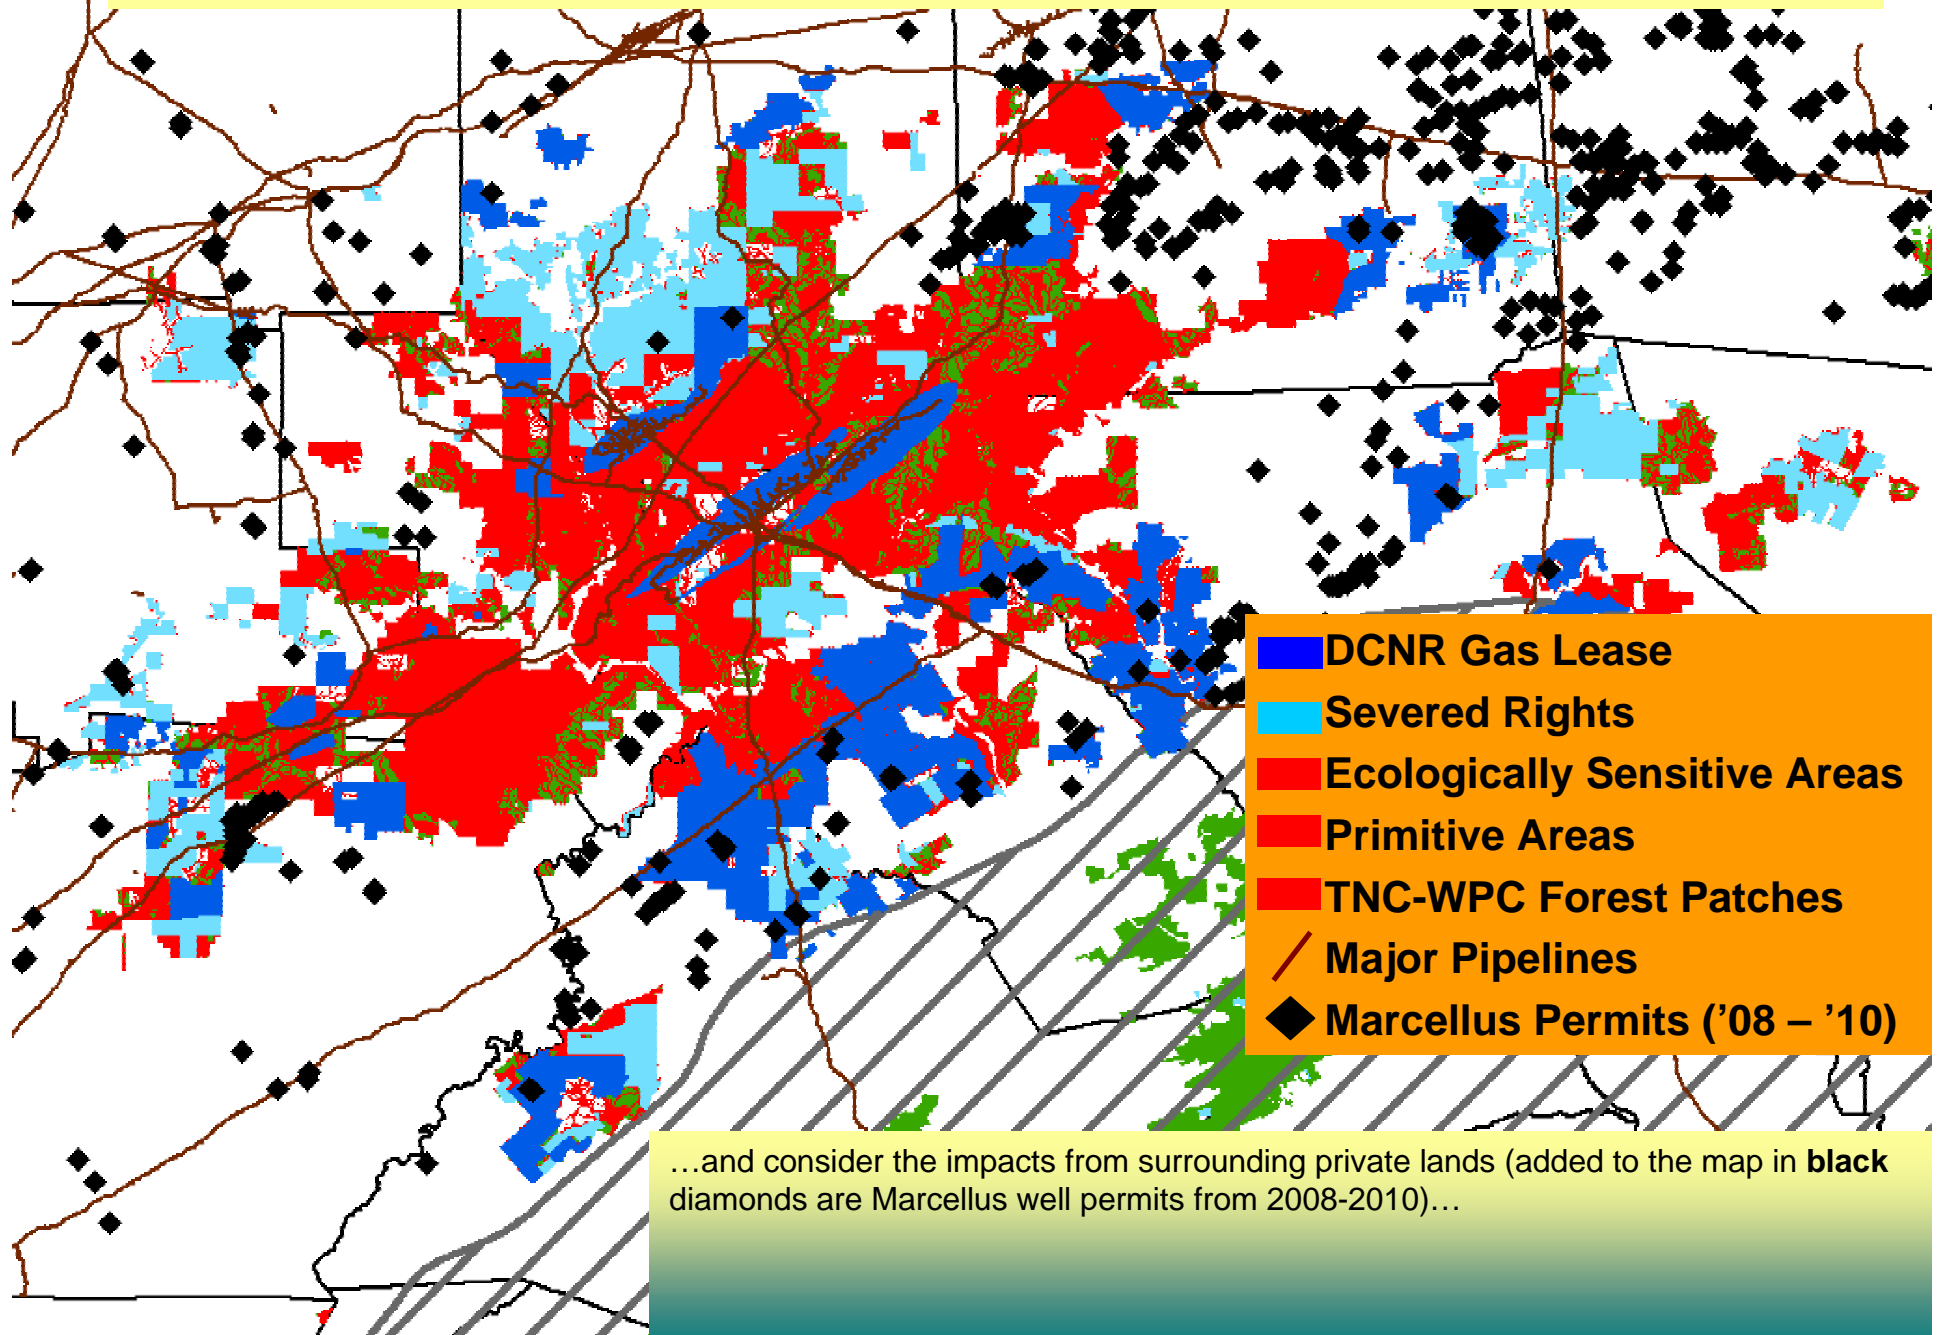 DCNR Gas Lease
Severed Rights
Ecologically Sensitive Areas
Primitive Areas
TNC-WPC Forest Patches
Major Pipelines
Marcellus Permits (’08 – ’10)
…and consider the impacts from surrounding private lands (added to the map in black
diamonds are Marcellus well permits from 2008-2010)…